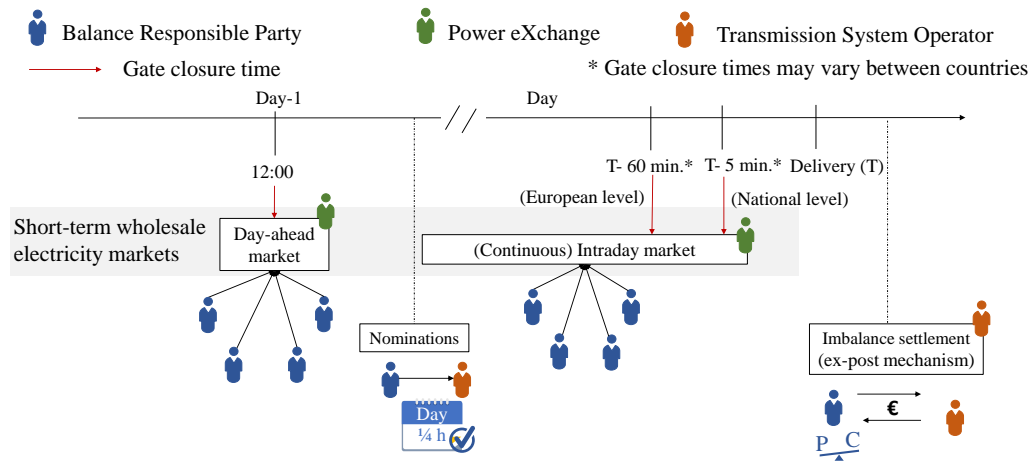 Balance Responsible Party
Power eXchange
Transmission System Operator
Gate closure time
* Gate closure times may vary between countries
Day-1
Day
12:00
T- 60 min.*
T- 5 min.*
Delivery (T)
(European level)
(National level)
Short-term wholesale
electricity markets
Day-ahead
market
(Continuous) Intraday market
Nominations
Imbalance settlement
(ex-post mechanism)
Day
¼ h
€
P C